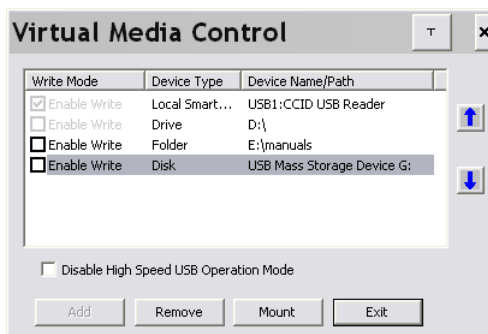 Virtual Media Control
T
×
Write Mode Device Type Device Name/Path
Enable Write Local Smart... USB1:CCID USB Reader
Enable Write Drive D:\
Enable Write Folder E:\manuals
Enable Write Disk USB Mass Storage Device G:
Disable High Speed USB Operation Mode
Add Remove Mount Exit